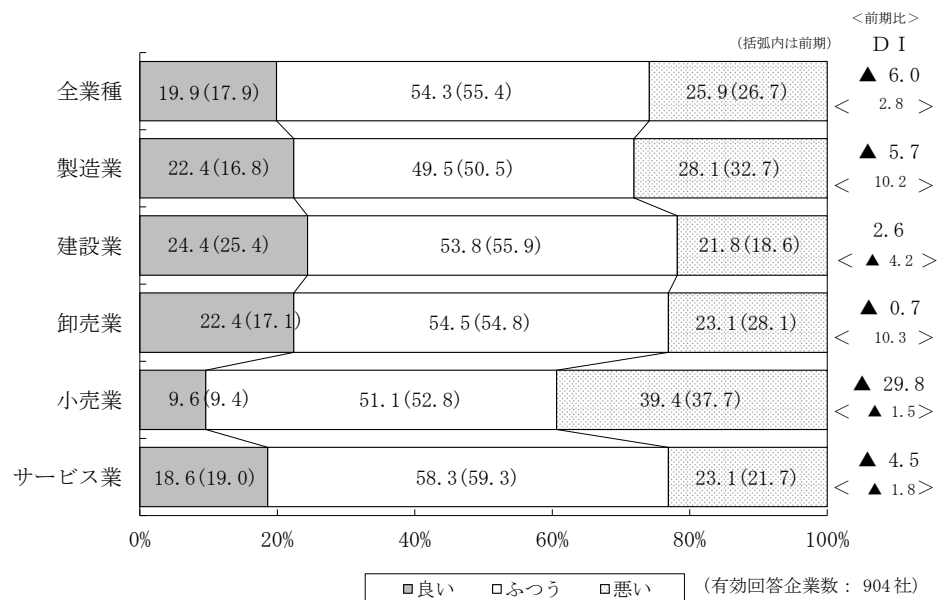 <前期比>
(括弧内は前期) ＤＩ
全業種 19.9(17.9) 54.3(55.4) 25.9(26.7) ▲ 6.0
< 2.8 >
製造業 22.4(16.8) 49.5(50.5) 28.1(32.7) ▲ 5.7
< 10.2 >
建設業 24.4(25.4) 53.8(55.9) 21.8(18.6) 2.6
< ▲ 4.2 >
卸売業 22.4(17.1) 54.5(54.8) 23.1(28.1) ▲ 0.7
< 10.3 >
小売業 9.6(9.4) 51.1(52.8) 39.4(37.7) ▲ 29.8
< ▲ 1.5 >
サービス業 18.6(19.0) 58.3(59.3) 23.1(21.7) ▲ 4.5
< ▲ 1.8 >
0% 20% 40% 60% 80% 100%
良い ふつう 悪い (有効回答企業数： 904社)